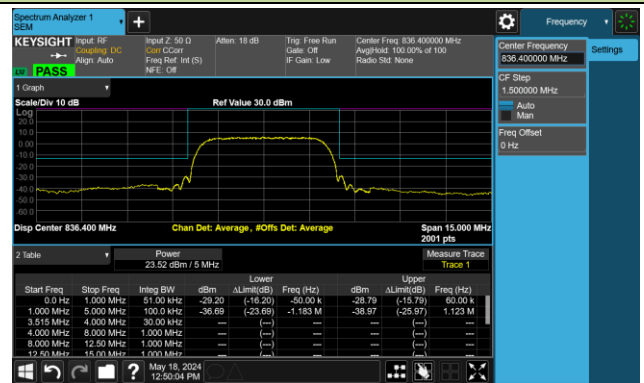 Spectrum Analyzer 1
SEM
Frequency
KEYSIGHT Input: RF Input Z: 50 Ω Atten: 18 dB Trig: Free Run Center Freq: 836.400000 MHz
Coupling: DC Corr CCorr Gate: Off Avg|Hold: 100.00% of 100
Align: Auto Freq Ref: Int (S) IF Gain: Low Radio Std: None
NFE: Off
PASS
Center Frequency
836.400000 MHz
Settings
CF Step
1.500000 MHz
Auto
Man
Freq Offset
0 Hz
1 Graph
Scale/Div 10 dB Ref Value 30.0 dBm
Log
20.0
10.0
0.00
-10.0
-20.0
-30.0
-40.0
-50.0
-60.0
Disp Center 836.400 MHz Chan Det: Average, #Offs Det: Average Span 15.000 MHz
2001 pts
2 Table
Power
23.52 dBm / 5 MHz
Measure Trace
Trace 1
Lower Upper
Start Freq Stop Freq Integ BW dBm ΔLimit(dB) Freq (Hz) dBm ΔLimit(dB) Freq (Hz)
0.0 Hz 1.000 MHz 51.00 kHz -29.20 (-16.20) -50.00 k -28.79 (-15.79) 60.00 k
1.000 MHz 5.000 MHz 100.0 kHz -36.69 (-23.69) -1.183 M -38.97 (-25.97) 1.123 M
3.515 MHz 4.000 MHz 30.00 kHz --- (---) --- --- (---) ---
4.000 MHz 8.000 MHz 1.000 MHz --- (---) --- --- (---) ---
8.000 MHz 12.50 MHz 1.000 MHz --- (---) --- --- (---) ---
12.50 MHz 15.00 MHz 1.000 MHz --- (---) --- --- (---) ---
May 18, 2024
12:50:04 PM